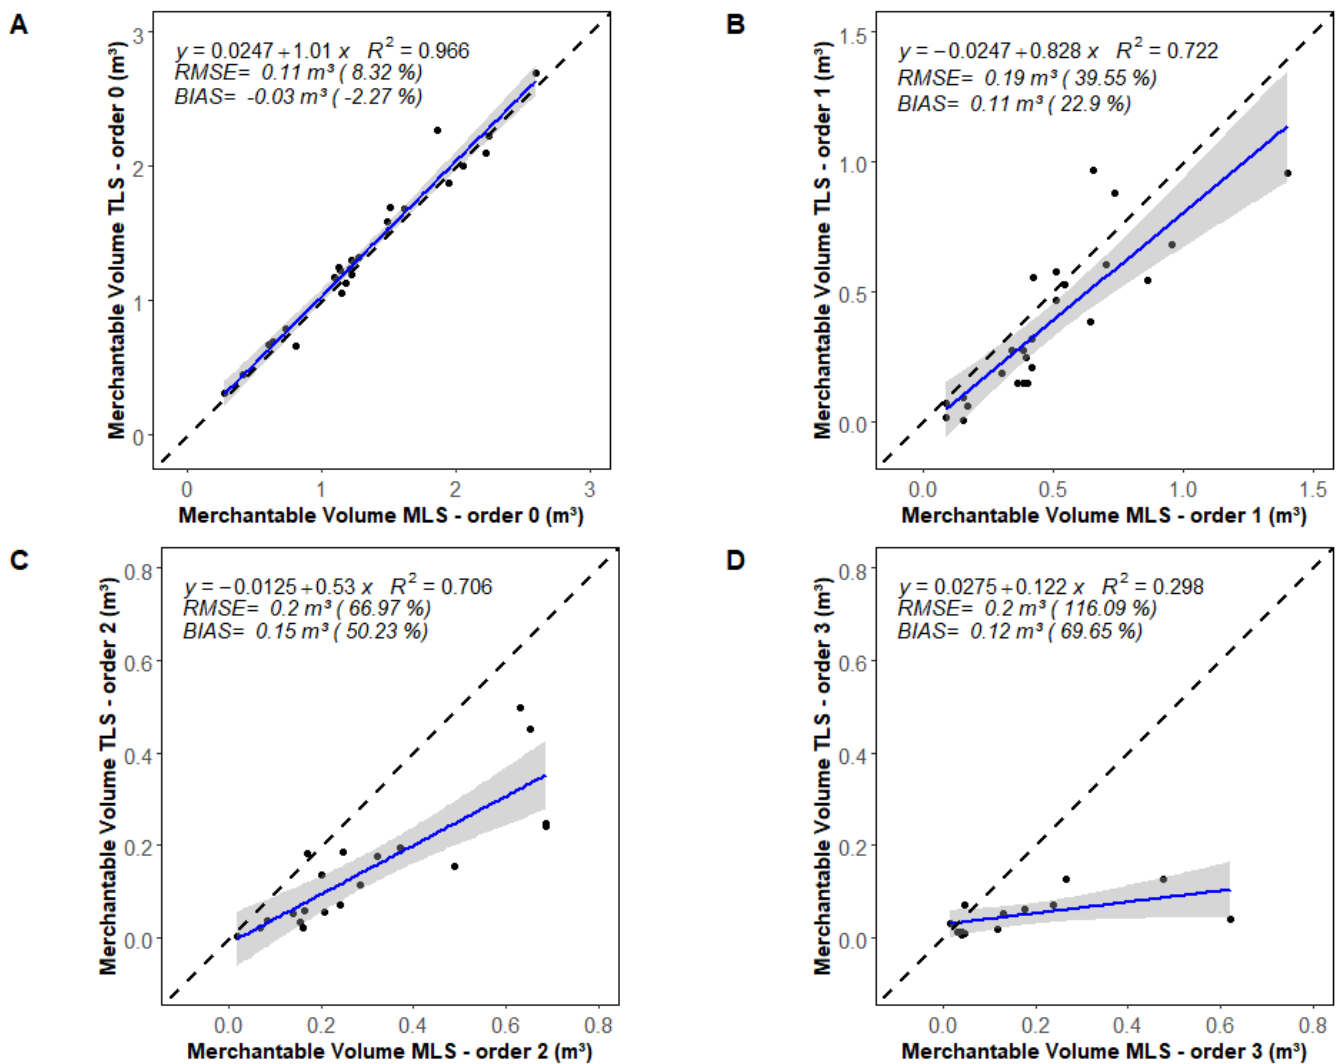 A
y = 0.0247 + 1.01 x R² = 0.966
RMSE= 0.11 m³ ( 8.32 %)
BIAS= -0.03 m³ ( -2.27 %)
Merchantable Volume TLS - order 0 (m³)
3
2
1
0
0 1 2 3
Merchantable Volume MLS - order 0 (m³)
B
y = −0.0247 + 0.828 x R² = 0.722
RMSE= 0.19 m³ ( 39.55 %)
BIAS= 0.11 m³ ( 22.9 %)
Merchantable Volume TLS - order 1 (m³)
1.5
1.0
0.5
0.0
0.0 0.5 1.0 1.5
Merchantable Volume MLS - order 1 (m³)
C
y = −0.0125 + 0.53 x R² = 0.706
RMSE= 0.2 m³ ( 66.97 %)
BIAS= 0.15 m³ ( 50.23 %)
Merchantable Volume TLS - order 2 (m³)
0.8
0.6
0.4
0.2
0.0
0.0 0.2 0.4 0.6 0.8
Merchantable Volume MLS - order 2 (m³)
D
y = 0.0275 + 0.122 x R² = 0.298
RMSE= 0.2 m³ ( 116.09 %)
BIAS= 0.12 m³ ( 69.65 %)
Merchantable Volume TLS - order 3 (m³)
0.8
0.6
0.4
0.2
0.0
0.0 0.2 0.4 0.6 0.8
Merchantable Volume MLS - order 3 (m³)